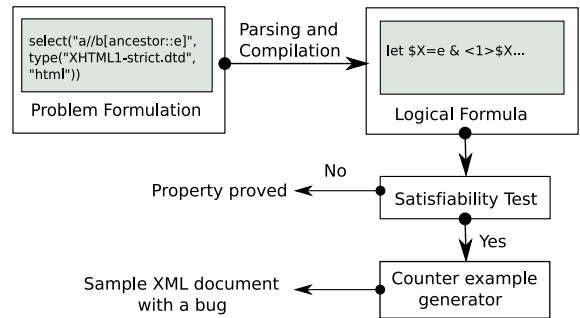 select("a//b[ancestor::e]",
type("XHTML1-strict.dtd",
"html"))
Problem Formulation
Parsing and
Compilation
let $X=e & <1>$X...
Logical Formula
Satisfiability Test
No
Property proved
Yes
Counter example
generator
Sample XML document
with a bug